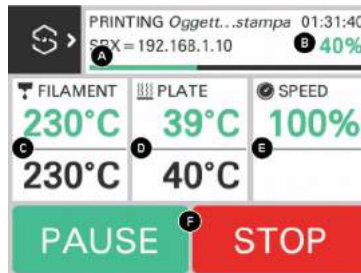 PRINTING Oggett...stampa 01:31:40
SBX=192.168.1.10 B 40%
A
FILAMENT PLATE SPEED
230°C 39°C 100%
C D E
230°C 40°C
F
PAUSE STOP